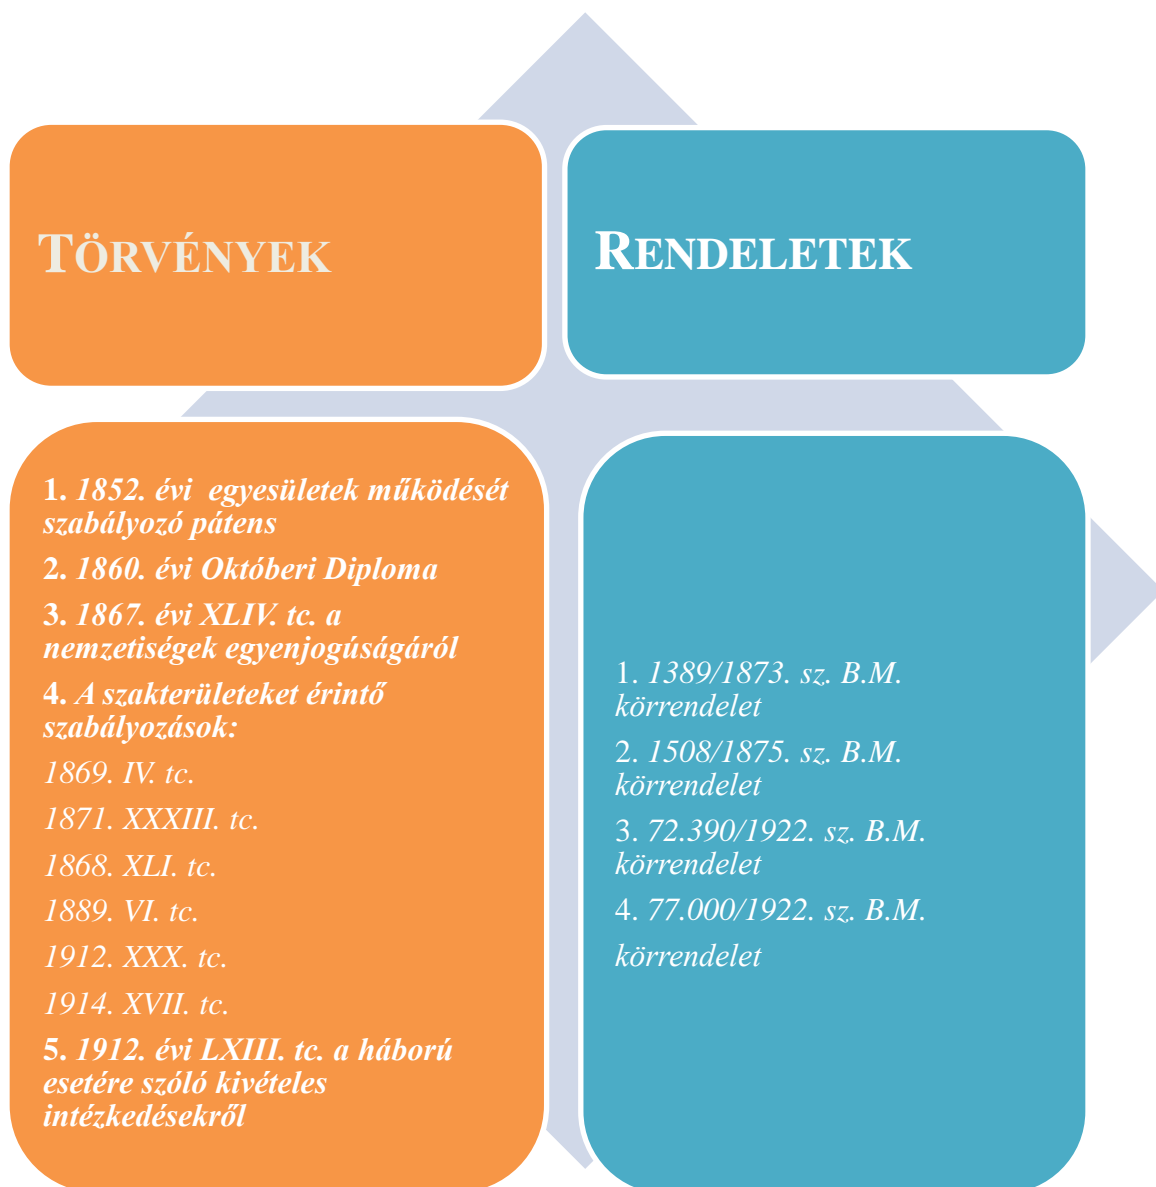 TÖRVÉNYEK
RENDELETEK
1. 1852. évi egyesületek működését
szabályozó pátens
2. 1860. évi Októberi Diploma
3. 1867. évi XLIV. tc. a
nemzetiségek egyenjogúságáról
4. A szakterületeket érintő
szabályozások:
1869. IV. tc.
1871. XXXIII. tc.
1868. XLI. tc.
1889. VI. tc.
1912. XXX. tc.
1914. XVII. tc.
5. 1912. évi LXIII. tc. a háború
esetére szóló kivételes
intézkedésekről
1. 1389/1873. sz. B.M.
körrendelet
2. 1508/1875. sz. B.M.
körrendelet
3. 72.390/1922. sz. B.M.
körrendelet
4. 77.000/1922. sz. B.M.
körrendelet